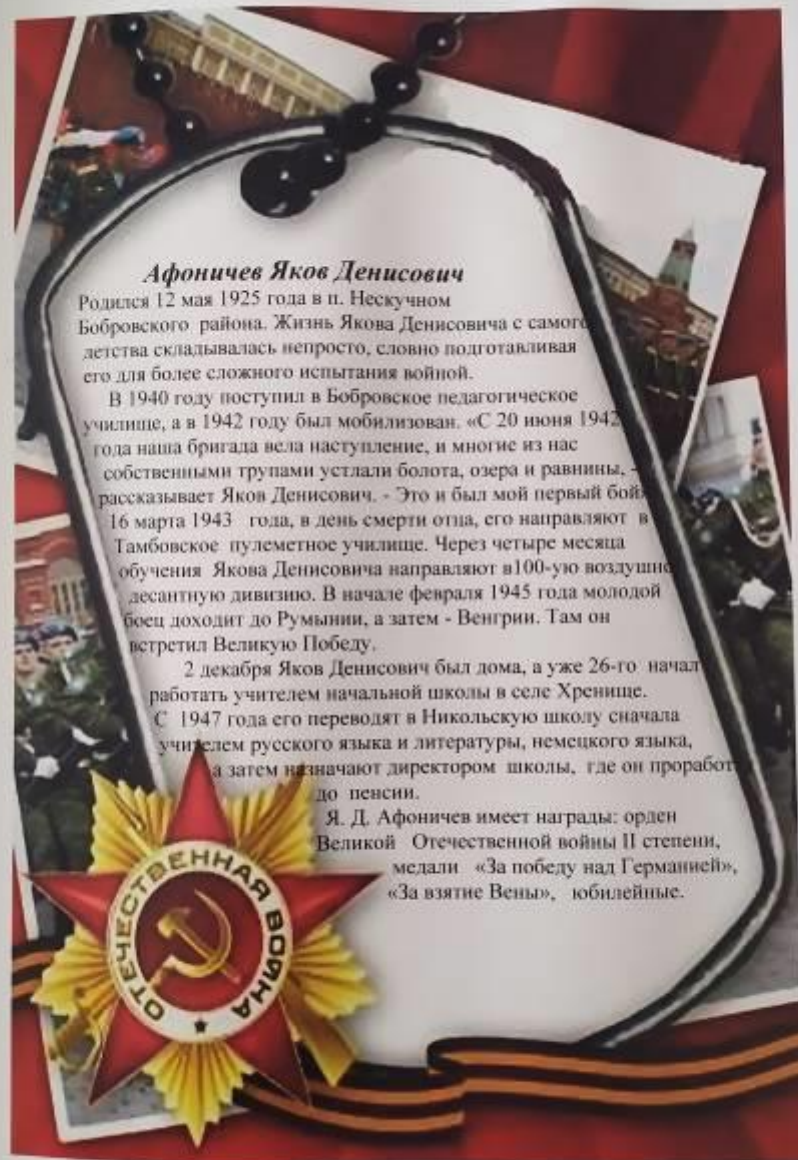 Афоничев Яков Денисович
Родился 12 мая 1925 года в п. Нескучном
Бобровского района. Жизнь Якова Денисовича с самого
детства складывалась непросто, словно подготавливая
его для более сложного испытания войной.
В 1940 году поступил в Бобровское педагогическое
училище, а в 1942 году был мобилизован. «С 20 июня 1942
года наша бригада вела наступление, и многие из нас
собственными трупами устлали болота, озера и равнины, -
рассказывает Яков Денисович. - Это и был мой первый бой
16 марта 1943 года, в день смерти отца, его направляют в
Тамбовское пулеметное училище. Через четыре месяца
обучения Якова Денисовича направляют в100-ую воздушно
десантную дивизию. В начале февраля 1945 года молодой
боец доходит до Румынии, а затем - Венгрии. Там он
встретил Великую Победу.
2 декабря Яков Денисович был дома, а уже 26-го начал
работать учителем начальной школы в селе Хренище.
С 1947 года его переводят в Никольскую школу сначала
учителем русского языка и литературы, немецкого языка,
а затем назначают директором школы, где он проработ
до пенсии.
Я. Д. Афоничев имеет награды: орден
Великой Отечественной войны II степени,
медали «За победу над Германией»,
«За взятие Вены», юбилейные.
ОТЕЧЕСТВЕННАЯ ВОЙНА